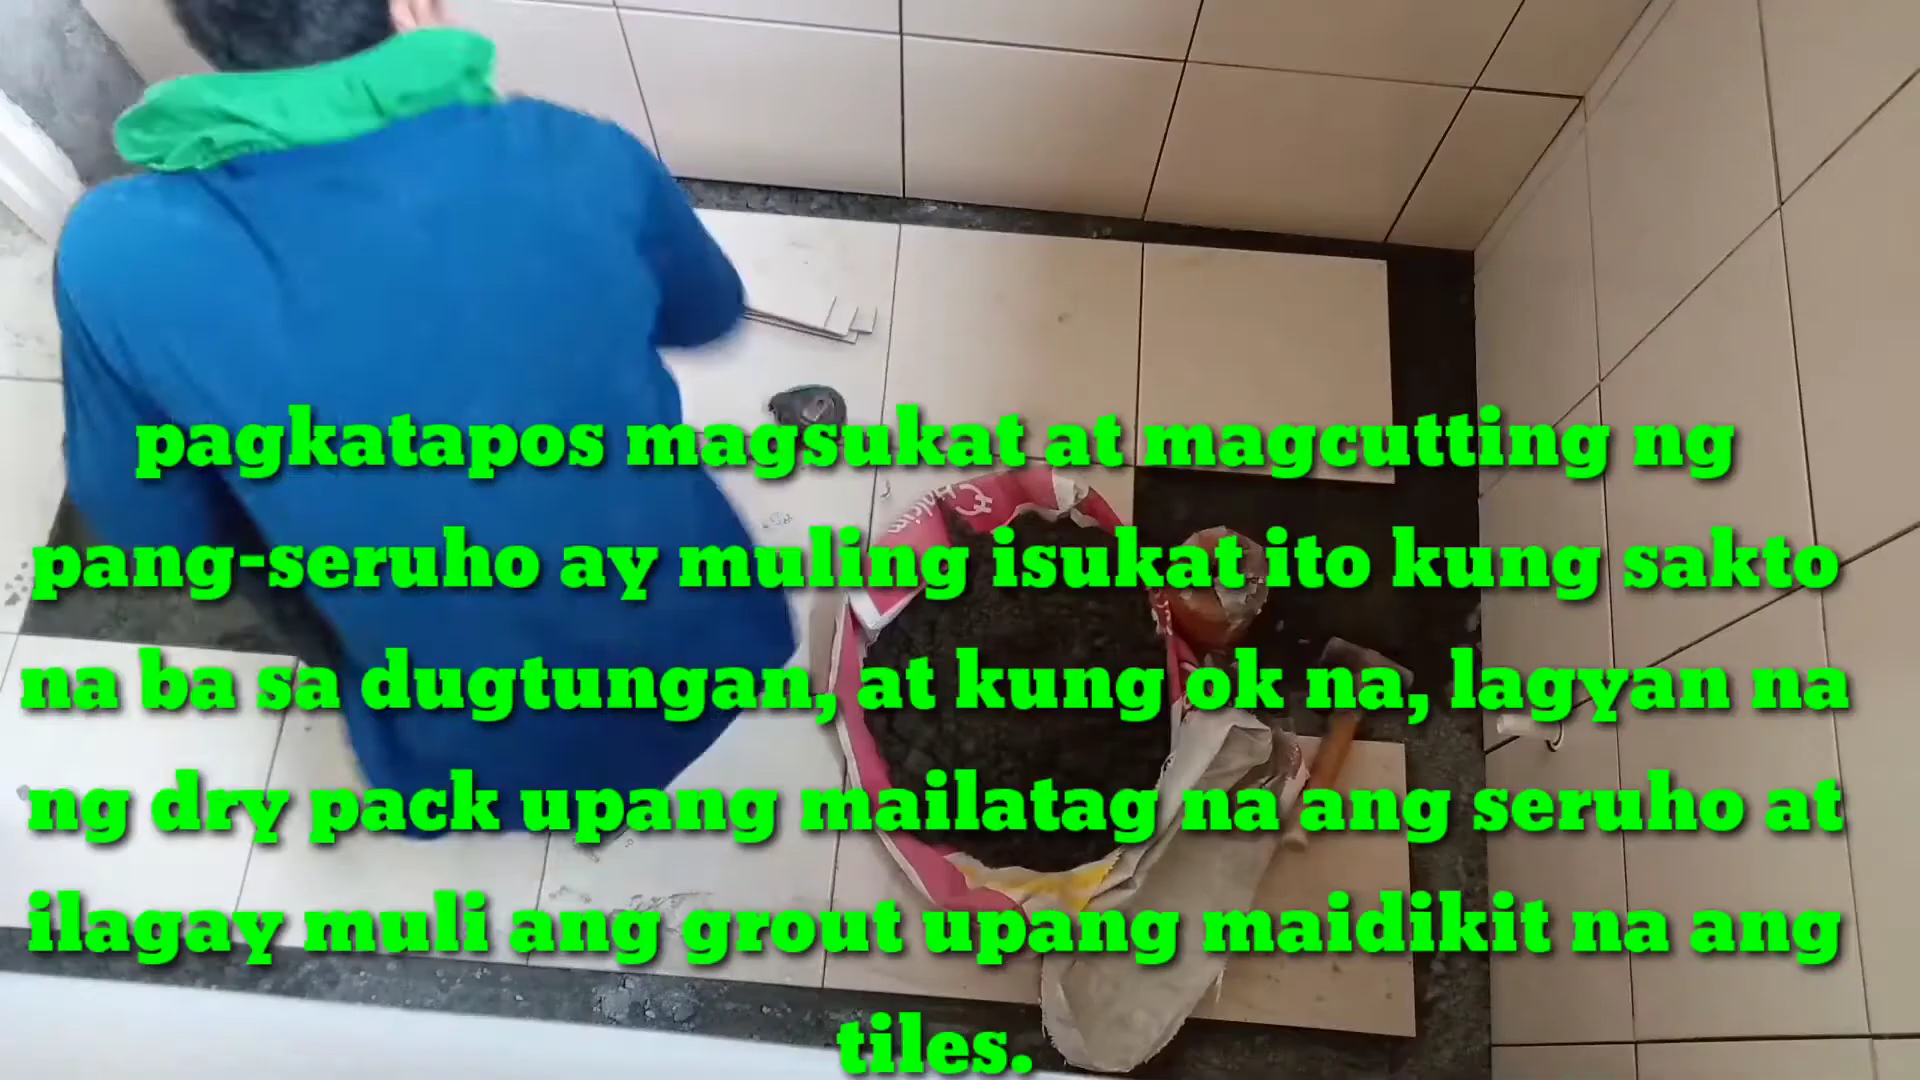 pagkatapos magsukat at magcutting ng
pang-seruho ay muling isukat ito kung sakto
na ba sa dugtungan, at kung ok na, lagyan na
ng dry pack upang mailatag na ang seruho at
ilagay muli ang grout upang maidikit na ang
tiles.
Holcim